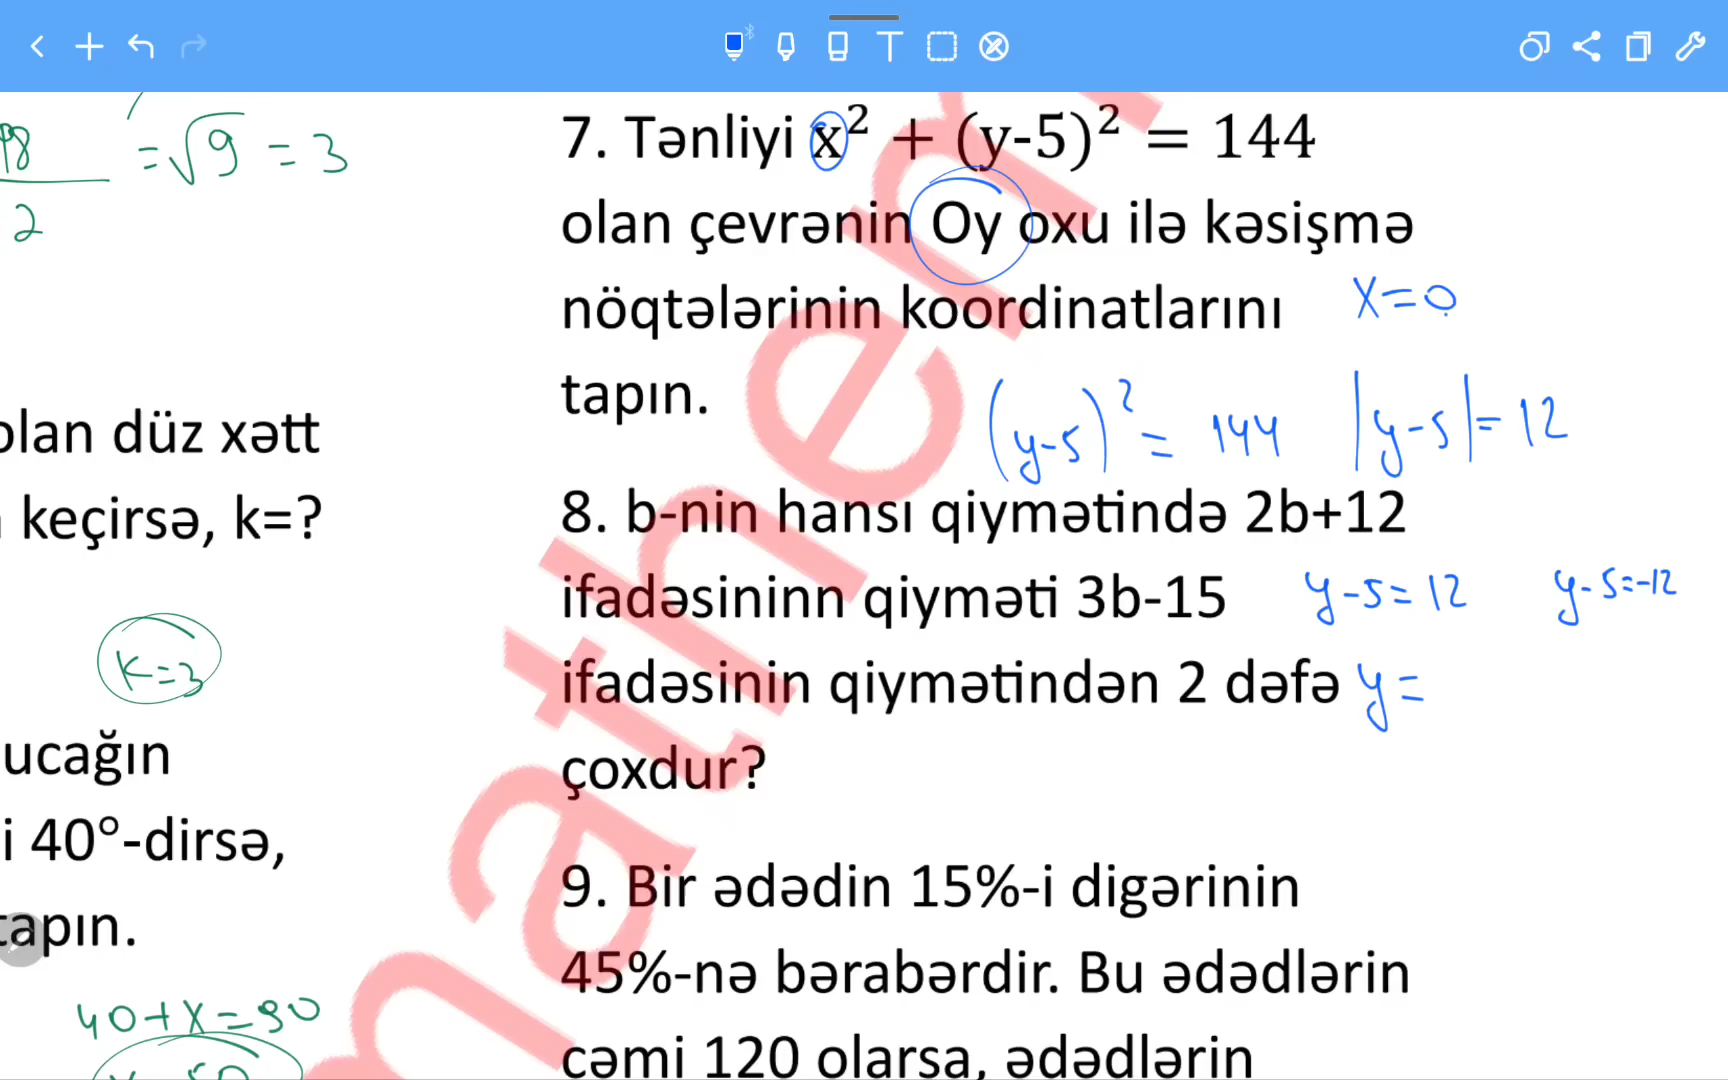 98
2
=√9 = 3
olan düz xətt
keçirsə, k=?
k=3
ucağın
i 40°-dirsə,
tapın.
40+x=90
7. Tənliyi x² + (y-5)² = 144
olan çevrənin Oy oxu ilə kəsişmə
nöqtələrinin koordinatlarını
x=0
tapın.
(y-5)² = 144 |y-5|=12
8. b-nin hansı qiymətində 2b+12
ifadəsininn qiyməti 3b-15
y-5=12 y-5=-12
ifadəsinin qiymətindən 2 dəfə
y=
çoxdur?
9. Bir ədədin 15%-i digərinin
45%-nə bərabərdir. Bu ədədlərin
cəmi 120 olarsa, ədədlərin
mathem